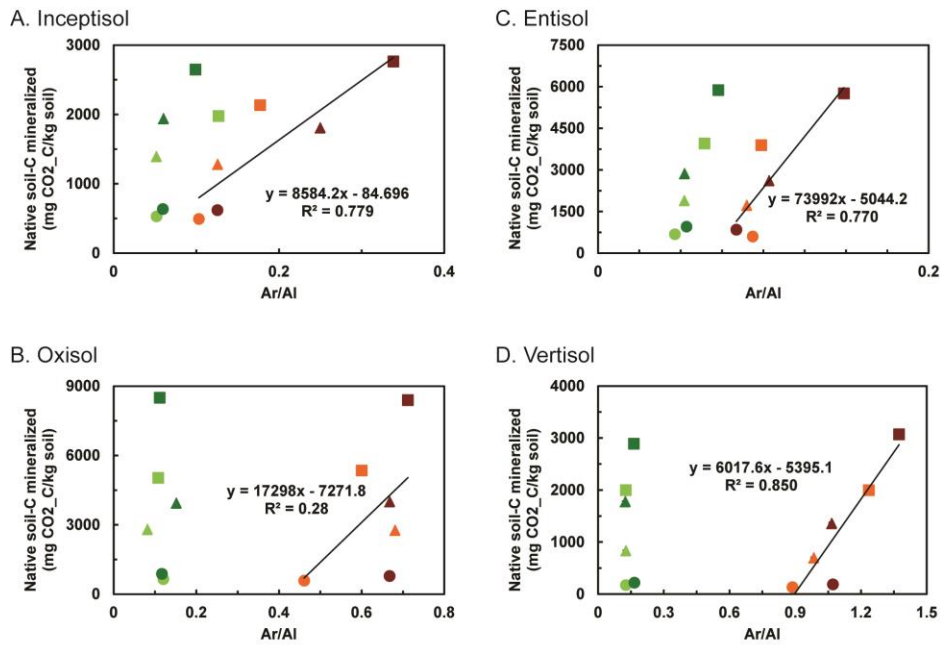 A. Inceptisol
Native soil-C mineralized
(mg CO2_C/kg soil)
3000
2000
1000
0
y = 8584.2x - 84.696
R² = 0.779
0
0.2
0.4
Ar/Al
C. Entisol
Native soil-C mineralized
(mg CO2_C/kg soil)
7500
6000
4500
3000
1500
0
y = 73992x - 5044.2
R² = 0.770
0
0.2
Ar/Al
B. Oxisol
Native soil-C mineralized
(mg CO2_C/kg soil)
9000
6000
3000
0
y = 17298x - 7271.8
R² = 0.28
0
0.2
0.4
0.6
0.8
Ar/Al
D. Vertisol
Native soil-C mineralized
(mg CO2_C/kg soil)
4000
3000
2000
1000
0
y = 6017.6x - 5395.1
R² = 0.850
0
0.3
0.6
0.9
1.2
1.5
Ar/Al